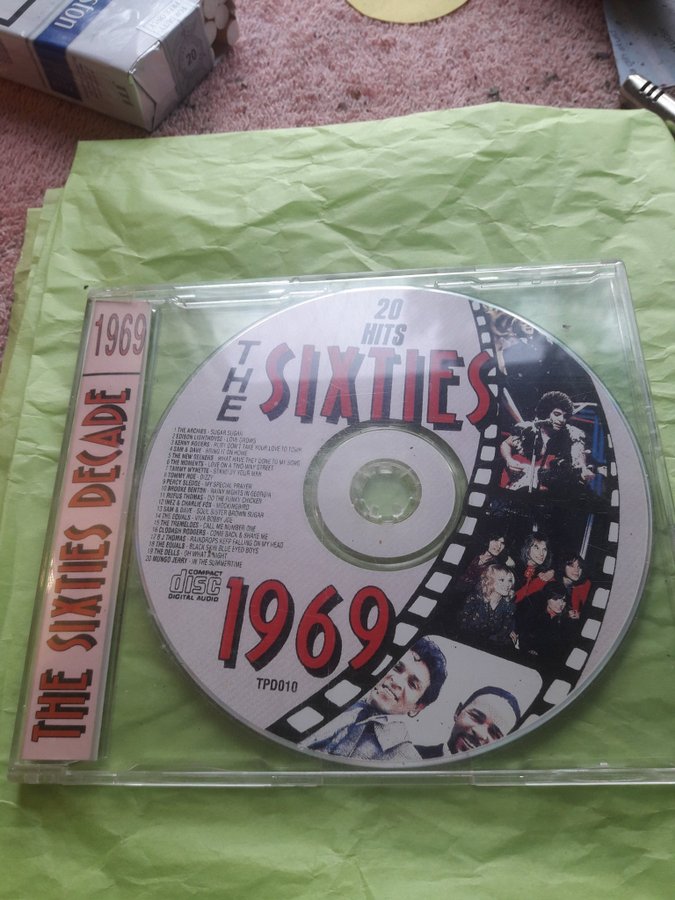 ston
20
1969
THE SIXTIES DECADE
20
HITS
THE
SIXTIES
1 THE ARCHIES - SUGAR SUGAR
2 EDISON LIGHTHOUSE - LOVE GROWS
3 KENNY ROGERS - RUBY DON'T TAKE YOUR LOVE TO TOWN
4 SAM & DAVE - BRING IT ON HOME
5 THE NEW SEEKERS - WHAT HAVE THEY DONE TO MY SONG
6 THE MOMENTS - LOVE ON A TWO WAY STREET
7 TAMMY WYNETTE - STAND BY YOUR MAN
8 TOMMY ROE - DIZZY
9 PERCY SLEDGE - MY SPECIAL PRAYER
10 BROOKE BENTON - RAINY NIGHTS IN GEORGIA
11 RUFUS THOMAS - DO THE FUNKY CHICKEN
12 INEZ & CHARLIE FOX - MOCKINGBIRD
13 SAM & DAVE - SOUL SISTER BROWN SUGAR
14 THE EQUALS - VIVA BOBBY JOE
15 THE TREMELOES - CALL ME NUMBER ONE
16 CLODAGH RODGERS - COME BACK & SHAKE ME
17 B J THOMAS - RAINDROPS KEEP FALLING ON MY HEAD
18 THE EQUALS - BLACK SKIN BLUE EYED BOYS
19 THE DELLS - OH WHAT A NIGHT
20 MUNGO JERRY - IN THE SUMMERTIME
COMPACT
disc
DIGITAL AUDIO
1969
TPD010